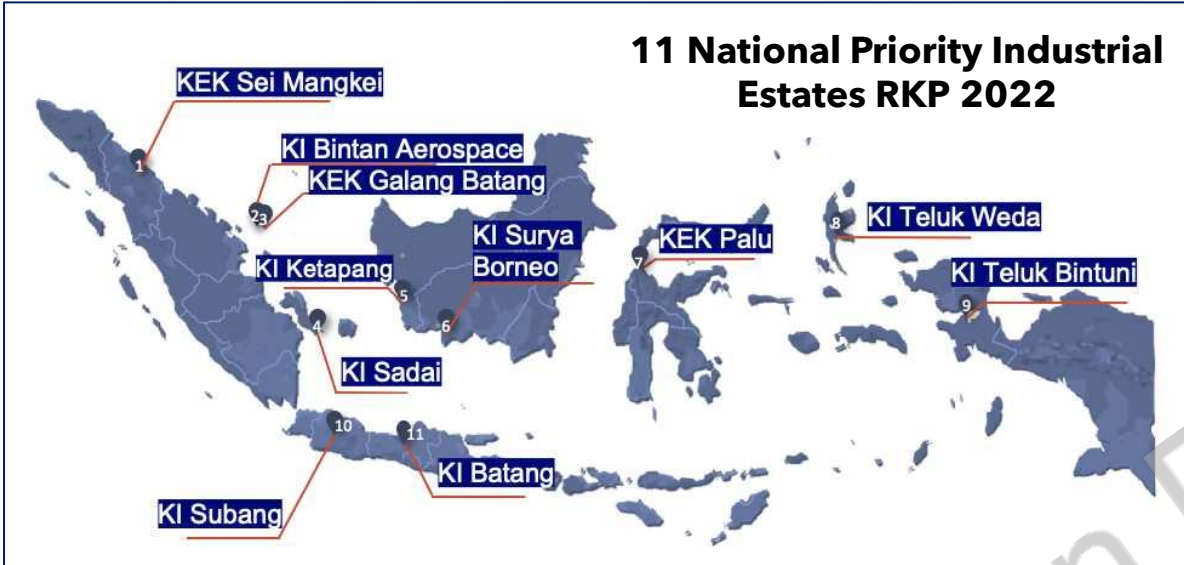 11 National Priority Industrial
Estates RKP 2022
KEK Sei Mangkei
KI Bintan Aerospace
KEK Galang Batang
KI Surya
Borneo
KI Ketapang
KEK Palu
KI Teluk Weda
KI Teluk Bintuni
KI Sadai
KI Batang
KI Subang
1
2
3
4
5
6
7
8
9
10
11